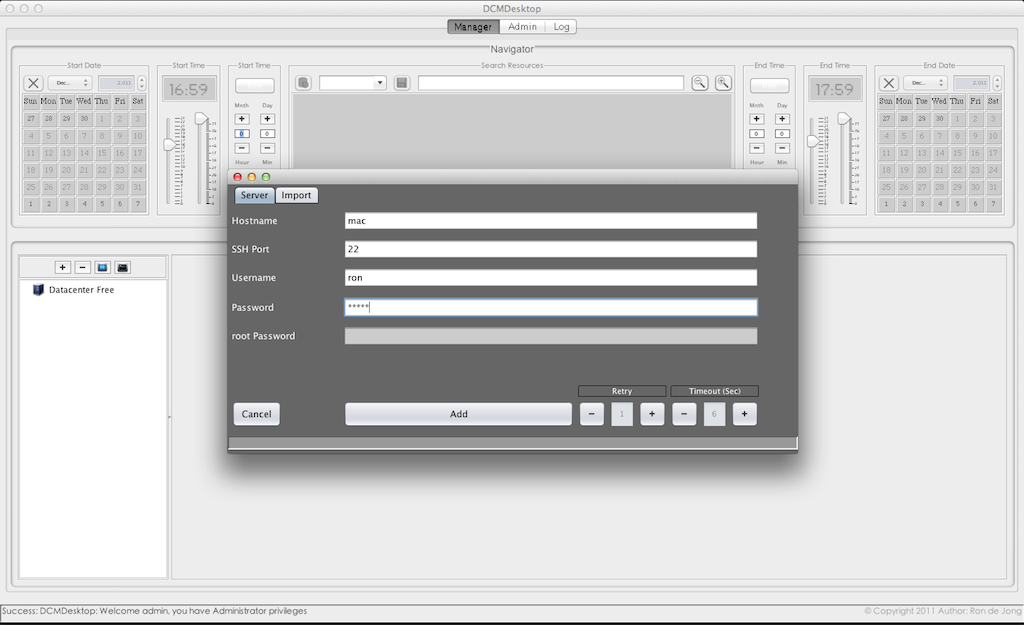 DCMDesktop
Manager Admin Log
Navigator
Start Date
Start Time
Start Time
Search Resources
End Time
End Time
End Date
Dec... 2.011
16:59
17:59
Dec... 2.011
Sun Mon Tue Wed Thu Fri Sat
27 28 29 30 1 2 3
4 5 6 7 8 9 10
11 12 13 14 15 16 17
18 19 20 21 22 23 24
25 26 27 28 29 30 31
1 2 3 4 5 6 7
Mnth Day
+ +
0 0
− −
Hour Min
Mnth Day
+ +
0 0
− −
Hour Min
Sun Mon Tue Wed Thu Fri Sat
27 28 29 30 1 2 3
4 5 6 7 8 9 10
11 12 13 14 15 16 17
18 19 20 21 22 23 24
25 26 27 28 29 30 31
1 2 3 4 5 6 7
Server Import
Hostname mac
SSH Port 22
Username ron
Password *****
root Password
Retry Timeout (Sec)
Cancel Add − 1 + − 6 +
+ −
Datacenter Free
Success: DCMDesktop: Welcome admin, you have Administrator privileges
© Copyright 2011 Author: Ron de Jong